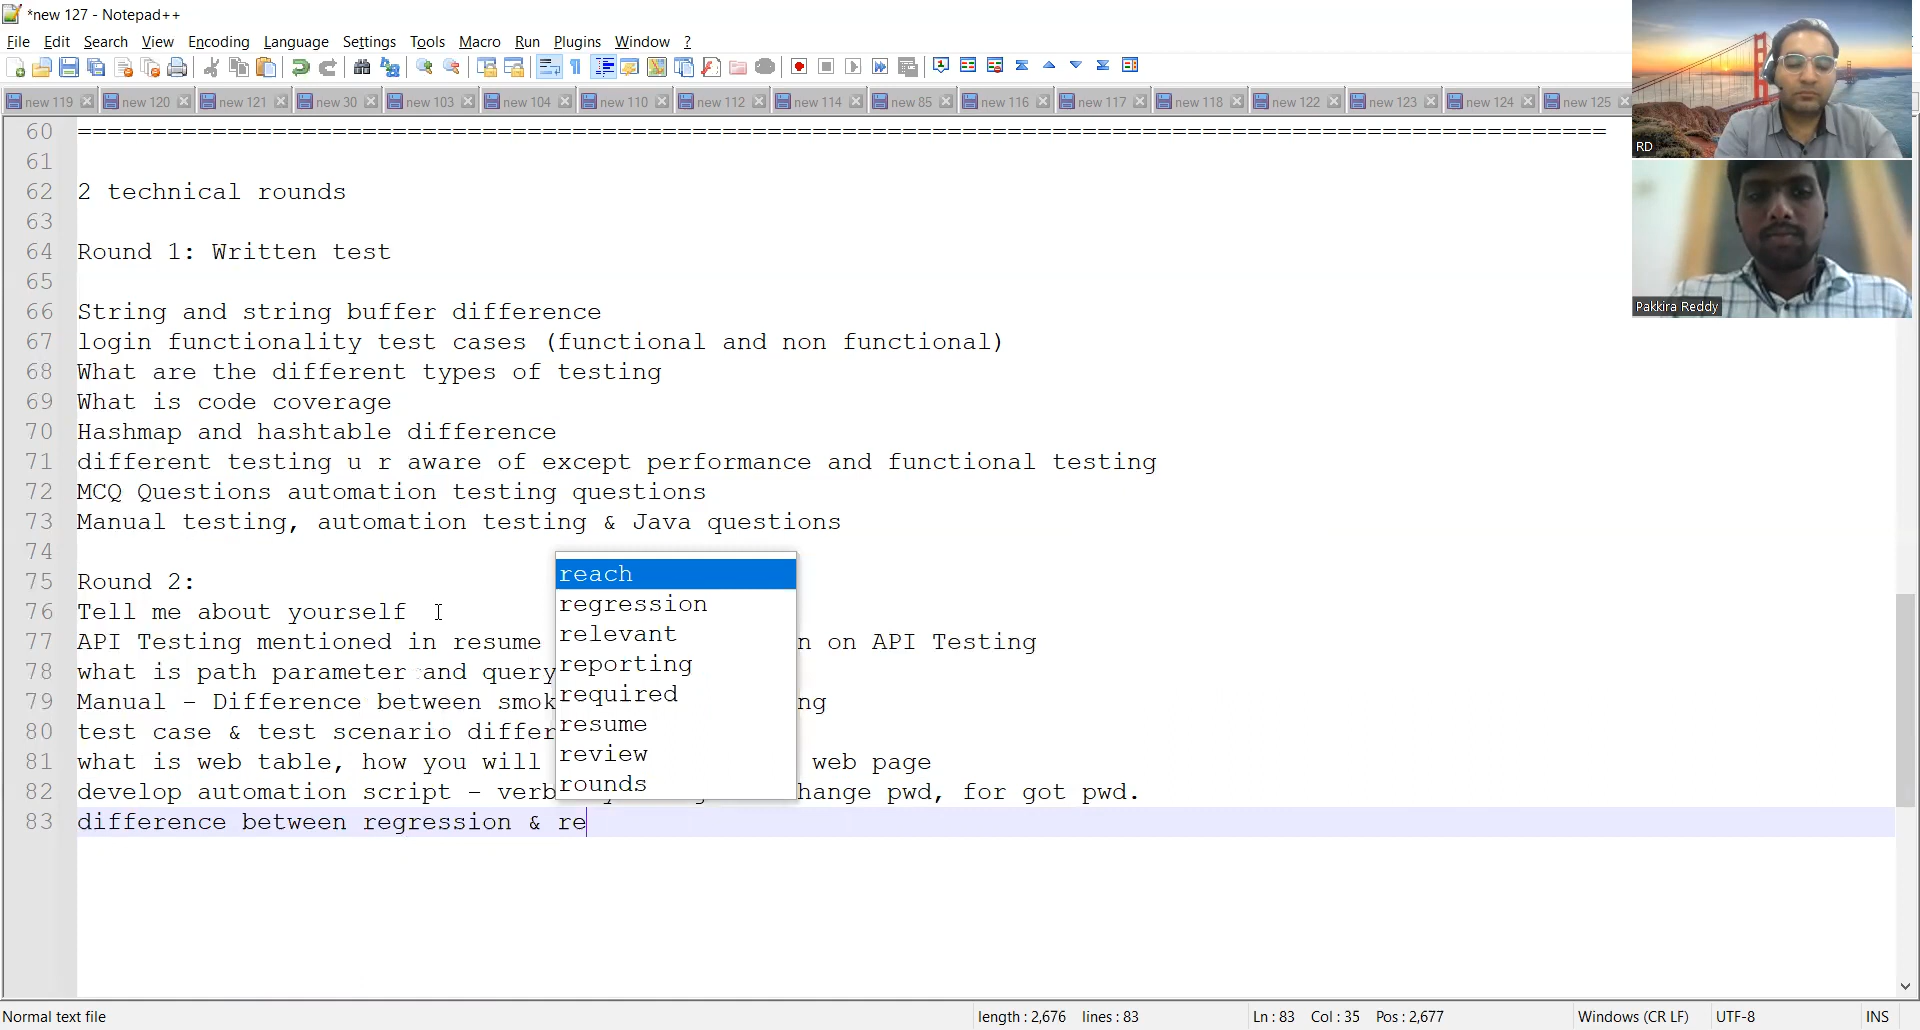 *new 127 - Notepad++
File Edit Search View Encoding Language Settings Tools Macro Run Plugins Window ?
new 119 new 120 new 121 new 30 new 103 new 104 new 110 new 112 new 114 new 85 new 116 new 117 new 118 new 122 new 123 new 124 new 125
RD
Pakkira Reddy
60 ======================================================================================================
61
62 2 technical rounds
63
64 Round 1: Written test
65
66 String and string buffer difference
67 login functionality test cases (functional and non functional)
68 What are the different types of testing
69 What is code coverage
70 Hashmap and hashtable difference
71 different testing u r aware of except performance and functional testing
72 MCQ Questions automation testing questions
73 Manual testing, automation testing & Java questions
74
75 Round 2:
76 Tell me about yourself
77 API Testing mentioned in resume n on API Testing
78 what is path parameter and query
79 Manual - Difference between smok ng
80 test case & test scenario differ
81 what is web table, how you will web page
82 develop automation script - verb hange pwd, for got pwd.
83 difference between regression & re
reach
regression
relevant
reporting
required
resume
review
rounds
Normal text file length : 2,676 lines : 83 Ln : 83 Col : 35 Pos : 2,677 Windows (CR LF) UTF-8 INS